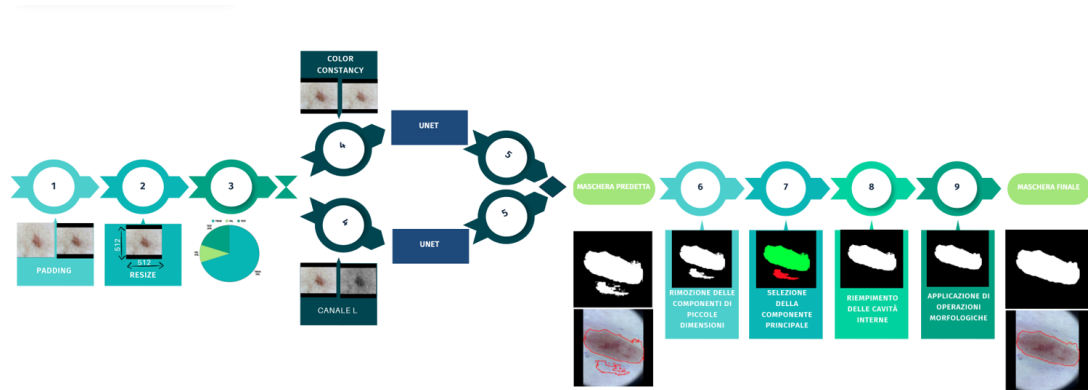 COLOR
CONSTANCY
4
UNET
5
1
2
3
MASCHERA PREDETTA
6
7
8
9
MASCHERA FINALE
4
5
UNET
512
512
PADDING
RESIZE
CANALE L
RIMOZIONE DELLE
COMPONENTI DI
PICCOLE
DIMENSIONI
SELEZIONE
DELLA
COMPONENTE
PRINCIPALE
RIEMPIMENTO
DELLE CAVITÀ
INTERNE
APPLICAZIONE DI
OPERAZIONI
MORFOLOGICHE